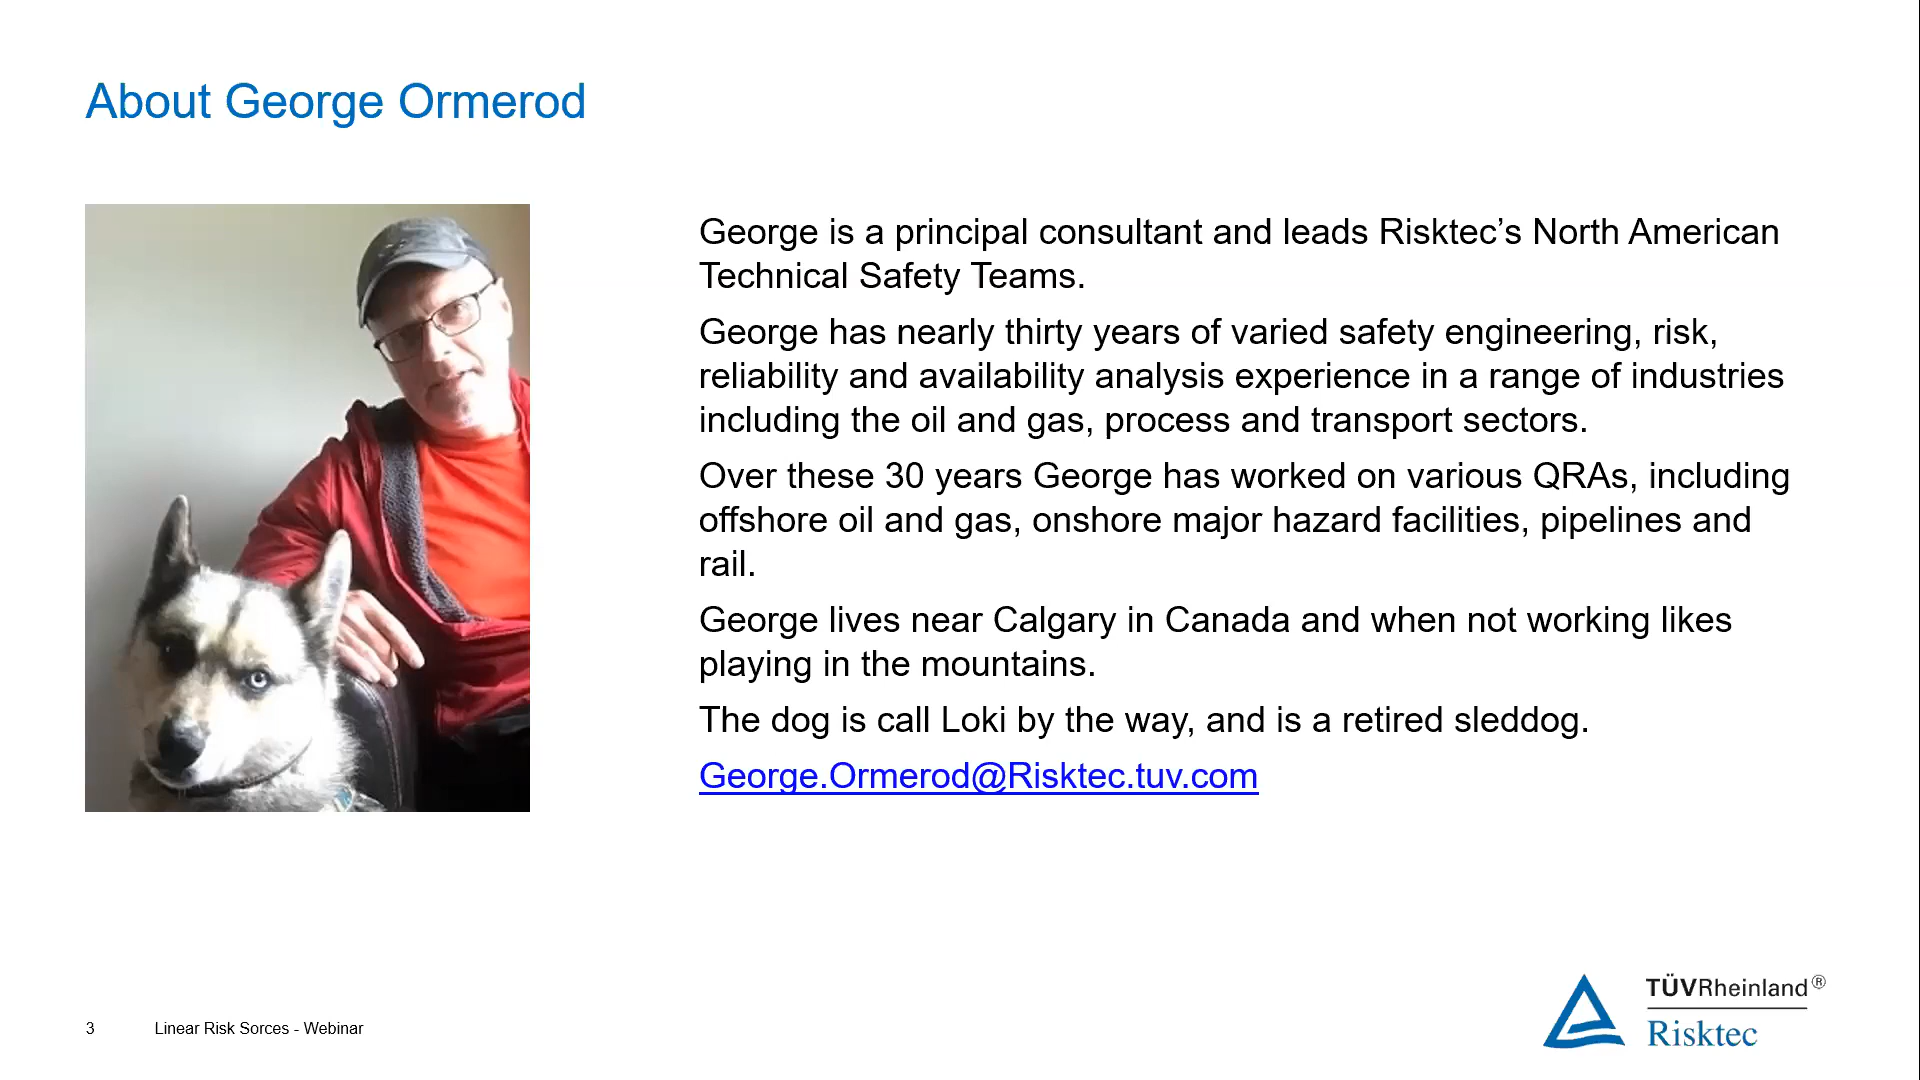 About George Ormerod
George is a principal consultant and leads Risktec’s North American
Technical Safety Teams.
George has nearly thirty years of varied safety engineering, risk,
reliability and availability analysis experience in a range of industries
including the oil and gas, process and transport sectors.
Over these 30 years George has worked on various QRAs, including
offshore oil and gas, onshore major hazard facilities, pipelines and
rail.
George lives near Calgary in Canada and when not working likes
playing in the mountains.
The dog is call Loki by the way, and is a retired sleddog.
George.Ormerod@Risktec.tuv.com
3 Linear Risk Sorces - Webinar
TÜVRheinland®
Risktec